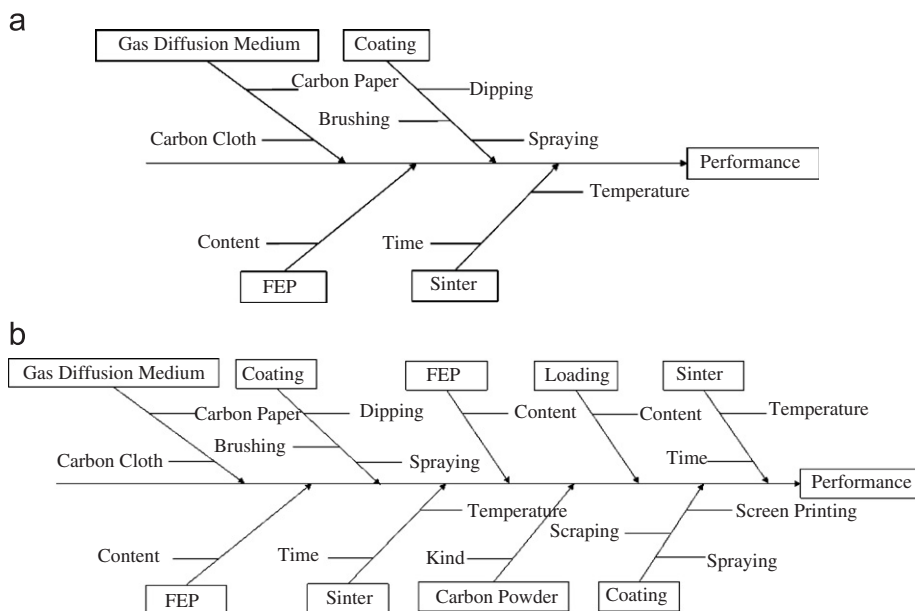 a
Gas Diffusion Medium
Coating
Carbon Paper
Dipping
Brushing
Carbon Cloth
Spraying
Performance
Temperature
Content
Time
FEP
Sinter
b
Gas Diffusion Medium
Coating
FEP
Loading
Sinter
Carbon Paper
Dipping
Content
Content
Temperature
Brushing
Carbon Cloth
Spraying
Time
Performance
Temperature
Screen Printing
Scraping
Content
Time
Kind
Spraying
FEP
Sinter
Carbon Powder
Coating